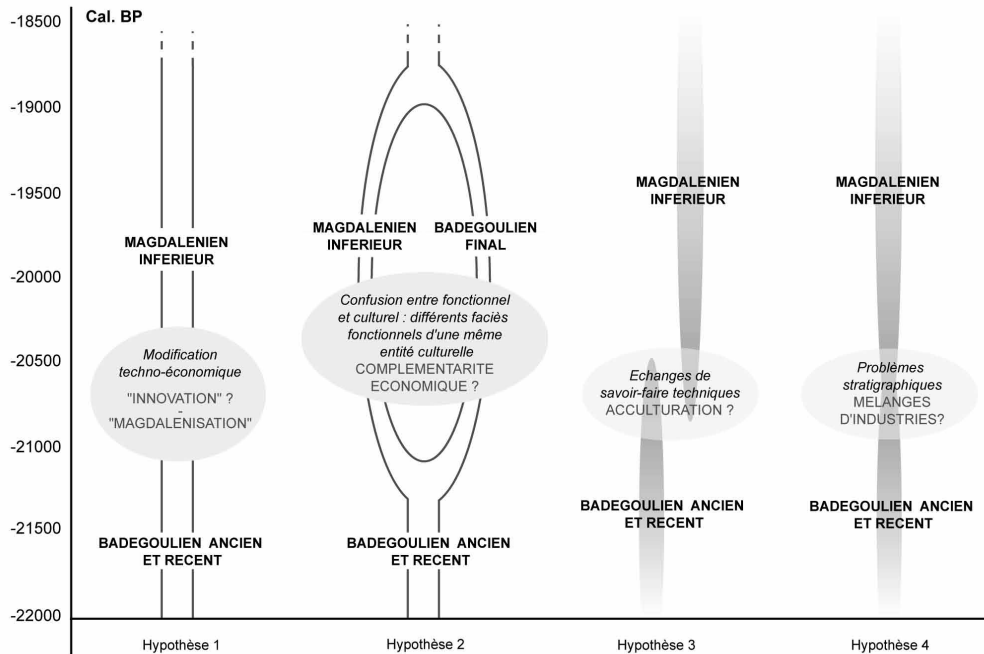 Cal. BP
-18500
-19000
-19500
-20000
-20500
-21000
-21500
-22000
MAGDALENIEN
INFERIEUR
Modification
techno-économique
"INNOVATION" ?
-
"MAGDALENISATION"
BADEGOULIEN ANCIEN
ET RECENT
Hypothèse 1
MAGDALENIEN
INFERIEUR
BADEGOULIEN
FINAL
Confusion entre fonctionnel
et culturel : différents faciès
fonctionnels d'une même
entité culturelle
COMPLEMENTARITE
ECONOMIQUE ?
BADEGOULIEN ANCIEN
ET RECENT
Hypothèse 2
MAGDALENIEN
INFERIEUR
Echanges de
savoir-faire techniques
ACCULTURATION ?
BADEGOULIEN ANCIEN
ET RECENT
Hypothèse 3
MAGDALENIEN
INFERIEUR
Problèmes
stratigraphiques
MELANGES
D'INDUSTRIES?
BADEGOULIEN ANCIEN
ET RECENT
Hypothèse 4